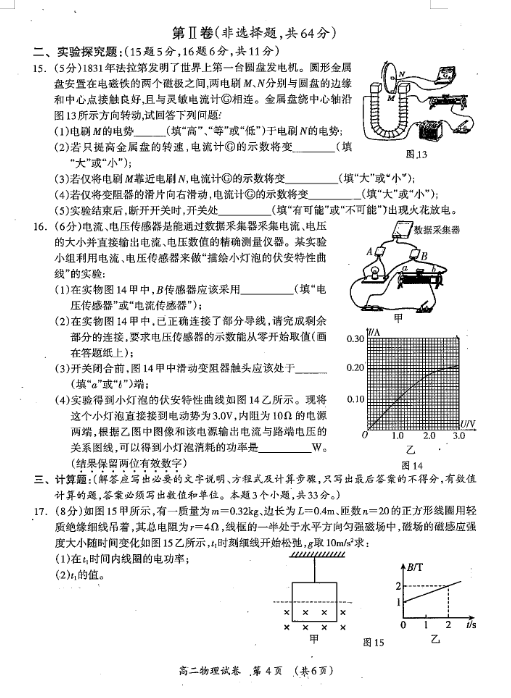 第Ⅱ卷(非选择题,共64分)
二、实验探究题:(15题5分,16题6分,共11分)
15. (5分)1831年法拉第发明了世界上第一台圆盘发电机。圆形金属
盘安置在电磁铁的两个磁极之间,两电刷M、N分别与圆盘的边缘
和中心点接触良好,且与灵敏电流计Ⓖ相连。金属盘绕中心轴沿
图13所示方向转动,试回答下列问题:
(1)电刷M的电势____(填“高”、“等”或“低”)于电刷N的电势;
(2)若只提高金属盘的转速,电流计Ⓖ的示数将变______(填
“大”或“小”);
(3)若仅将电刷M靠近电刷N,电流计Ⓖ的示数将变______(填“大”或“小”);
(4)若仅将变阻器的滑片向右滑动,电流计Ⓖ的示数将变______(填“大”或“小”);
(5)实验结束后,断开开关时,开关处______(填“有可能”或“不可能”)出现火花放电。
N
M
图13
16. (6分)电流、电压传感器是能通过数据采集器采集电流、电压
的大小并直接输出电流、电压数值的精确测量仪器。某实验
小组利用电流、电压传感器来做“描绘小灯泡的伏安特性曲
线”的实验:
(1)在实物图14甲中,B传感器应该采用______(填“电
压传感器”或“电流传感器”);
(2)在实物图14甲中,已正确连接了部分导线,请完成剩余
部分的连接,要求电压传感器的示数能从零开始取值(画
在答题纸上);
(3)开关闭合前,图14甲中滑动变阻器触头应该处于____
(填“a”或“b”)端;
(4)实验得到小灯泡的伏安特性曲线如图14乙所示。现将
这个小灯泡直接接到电动势为3.0V,内阻为10Ω的电源
两端,根据乙图中图像和该电源输出电流与路端电压的
关系图线,可以得到小灯泡消耗的功率是______W。
(结果保留两位有效数字)
数据采集器
A
B
a
b
甲
I/A
0.30
0.20
0.10
0 1.0 2.0 3.0
U/V
乙
图14
三、计算题:(解答应写出必要的文字说明、方程式及计算步骤,只写出最后答案的不得分,有数值
计算的题,答案必须写出数值和单位。本题3个小题,共33分。)
17. (8分)如图15甲所示,有一质量为m=0.32kg、边长为L=0.4m、匝数n=20的正方形线圈用轻
质绝缘细线吊着,其总电阻为r=4Ω,线框的一半处于水平方向匀强磁场中,磁场的磁感应强
度大小随时间变化如图15乙所示,t₁时刻细线开始松弛,g取10m/s²求:
(1)在t₁时间内线圈的电功率;
(2)t₁的值。
× × × ×
× × × ×
甲
B/T
2
1
0 1 2 t/s
乙
图15
高二物理试卷 第4页 (共6页)